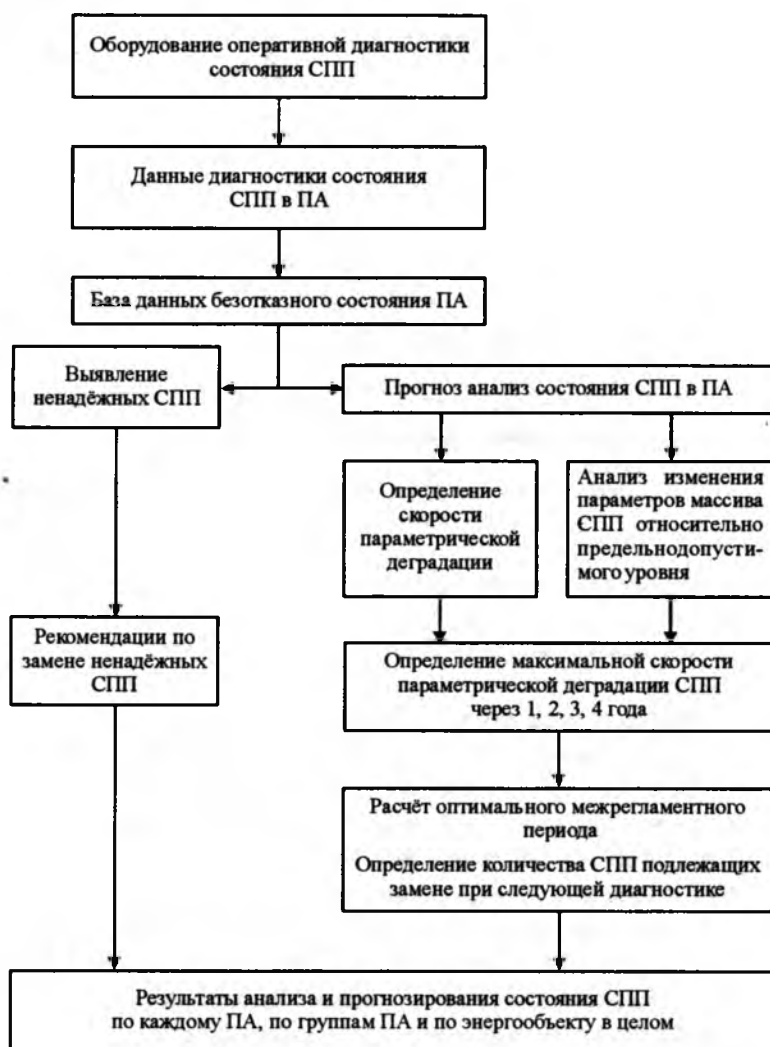 Оборудование оперативной диагностики
состояния СПП
Данные диагностики состояния
СПП в ПА
База данных безотказного состояния ПА
Выявление
ненадёжных СПП
Прогноз анализ состояния СПП в ПА
Определение
скорости
параметрической
деградации
Анализ изменения
параметров массива
СПП относительно
предельнодопусти-
мого уровня
Рекомендации по
замене ненадёжных
СПП
Определение максимальной скорости
параметрической деградации СПП
через 1, 2, 3, 4 года
Расчёт оптимального межрегламентного
периода
Определение количества СПП подлежащих
замене при следующей диагностике
Результаты анализа и прогнозирования состояния СПП
по каждому ПА, по группам ПА и по энергообъекту в целом